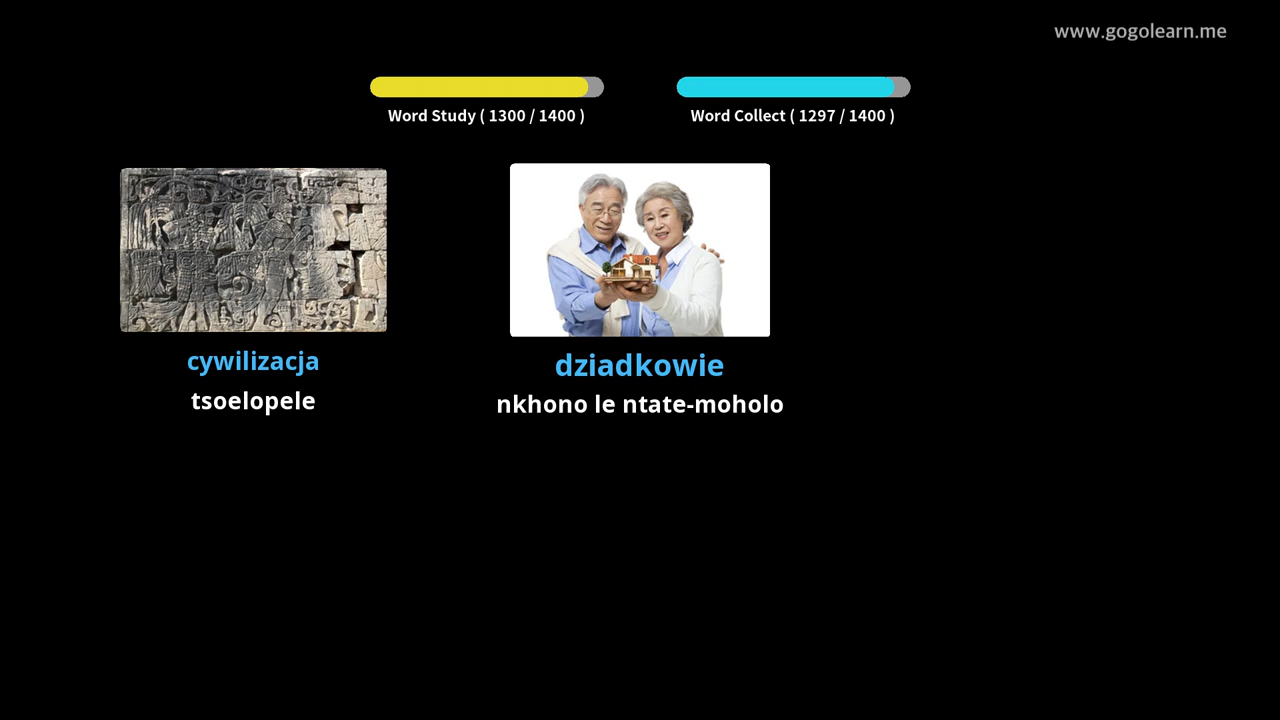 www.gogolearn.me
Word Study ( 1300 / 1400 )
Word Collect ( 1297 / 1400 )
cywilizacja
tsoelopele
dziadkowie
nkhono le ntate-moholo